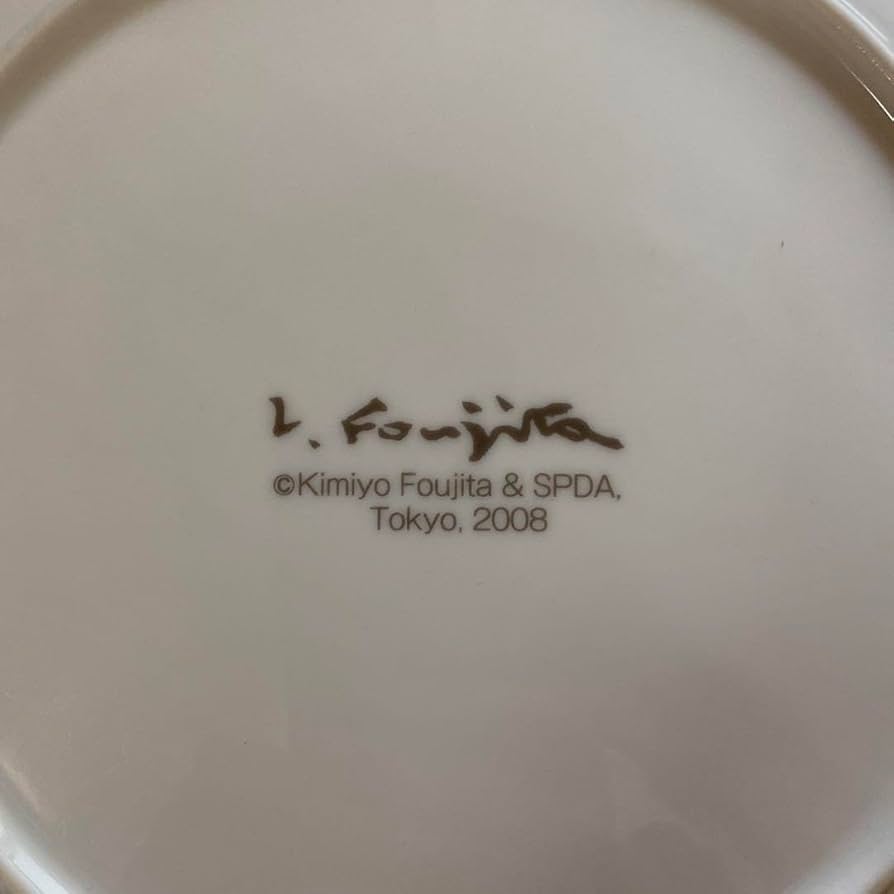 L. Foujita
©Kimiyo Foujita & SPDA,
Tokyo, 2008